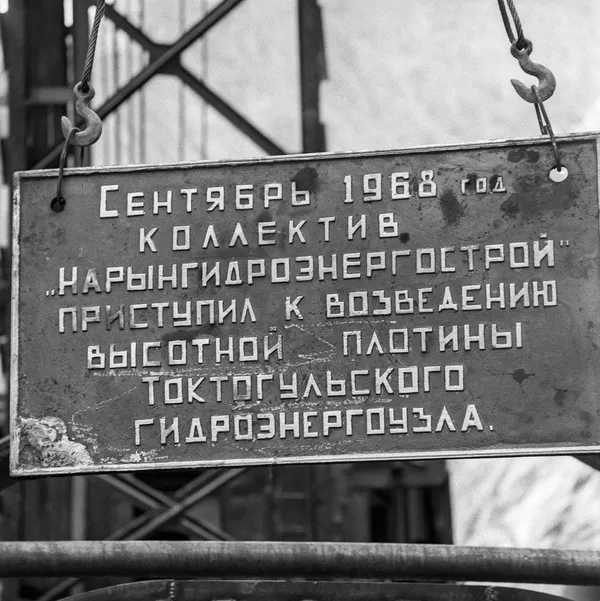 Сентябрь 1968 год
коллектив
„Нарынгидроэнергострой"
приступил к возведению
высотной плотины
Токтогульского
гидроэнергоузла.